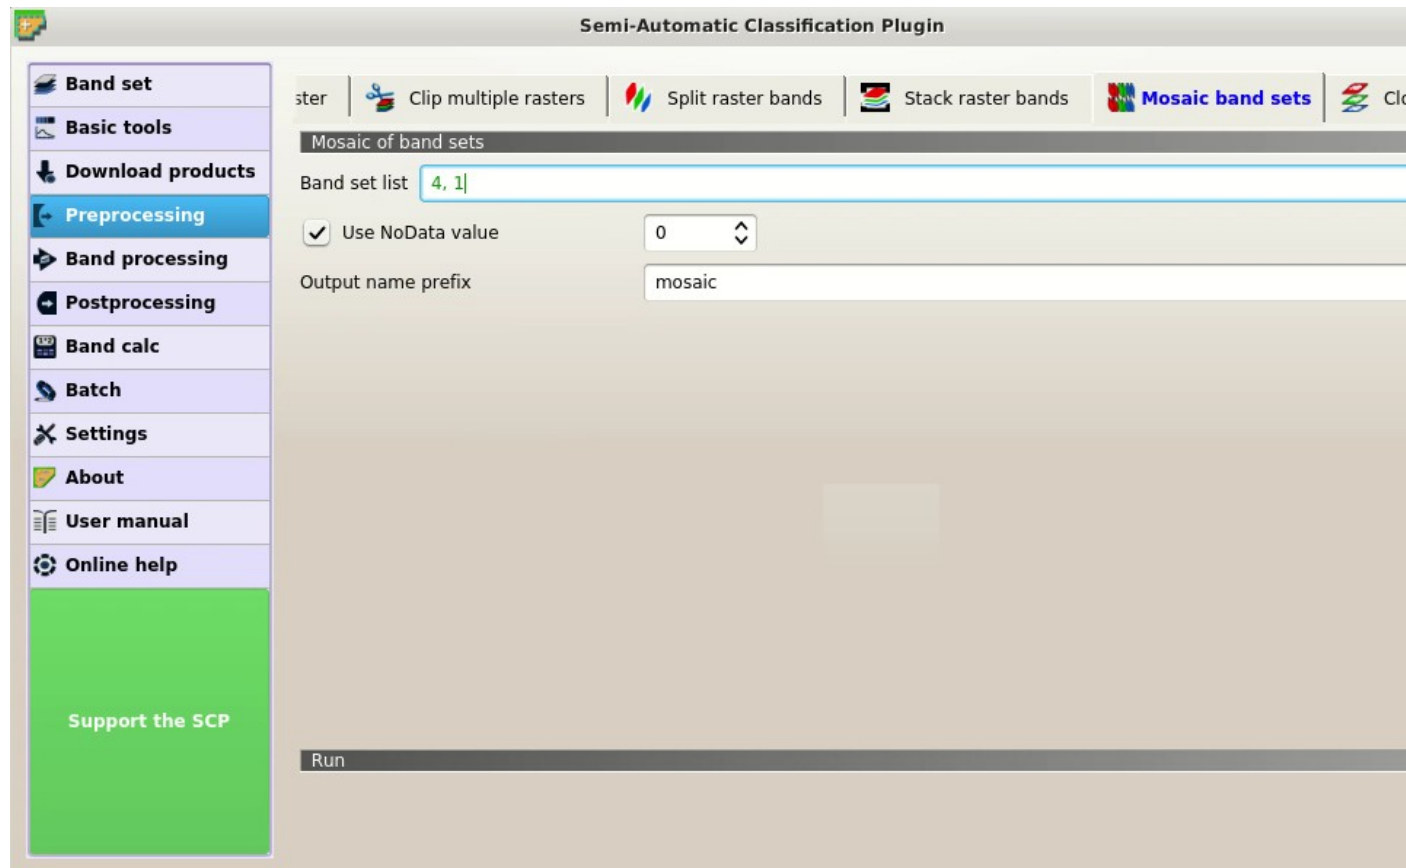 Semi-Automatic Classification Plugin
Band set
Basic tools
Download products
Preprocessing
Band processing
Postprocessing
Band calc
Batch
Settings
About
User manual
Online help
Support the SCP
ster Clip multiple rasters Split raster bands Stack raster bands Mosaic band sets Clo
Mosaic of band sets
Band set list 4, 1
Use NoData value 0
Output name prefix mosaic
Run